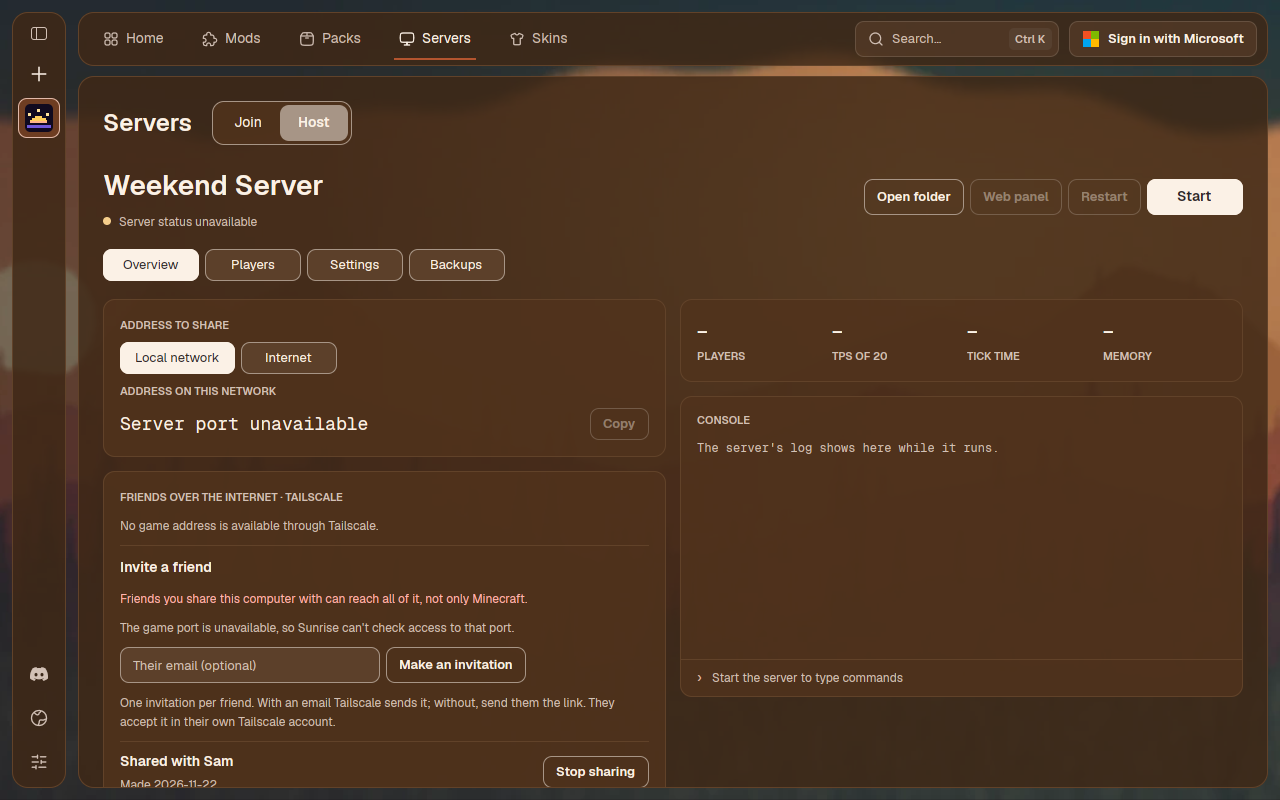 Home
Mods
Packs
Servers
Skins
Search...
Ctrl K
Sign in with Microsoft
Servers
Join
Host
Weekend Server
Server status unavailable
Open folder
Web panel
Restart
Start
Overview
Players
Settings
Backups
ADDRESS TO SHARE
Local network
Internet
ADDRESS ON THIS NETWORK
Server port unavailable
Copy
–
PLAYERS
–
TPS OF 20
–
TICK TIME
–
MEMORY
CONSOLE
The server's log shows here while it runs.
› Start the server to type commands
FRIENDS OVER THE INTERNET · TAILSCALE
No game address is available through Tailscale.
Invite a friend
Friends you share this computer with can reach all of it, not only Minecraft.
The game port is unavailable, so Sunrise can't check access to that port.
Their email (optional)
Make an invitation
One invitation per friend. With an email Tailscale sends it; without, send them the link. They
accept it in their own Tailscale account.
Shared with Sam
Stop sharing
Made 2026-11-22